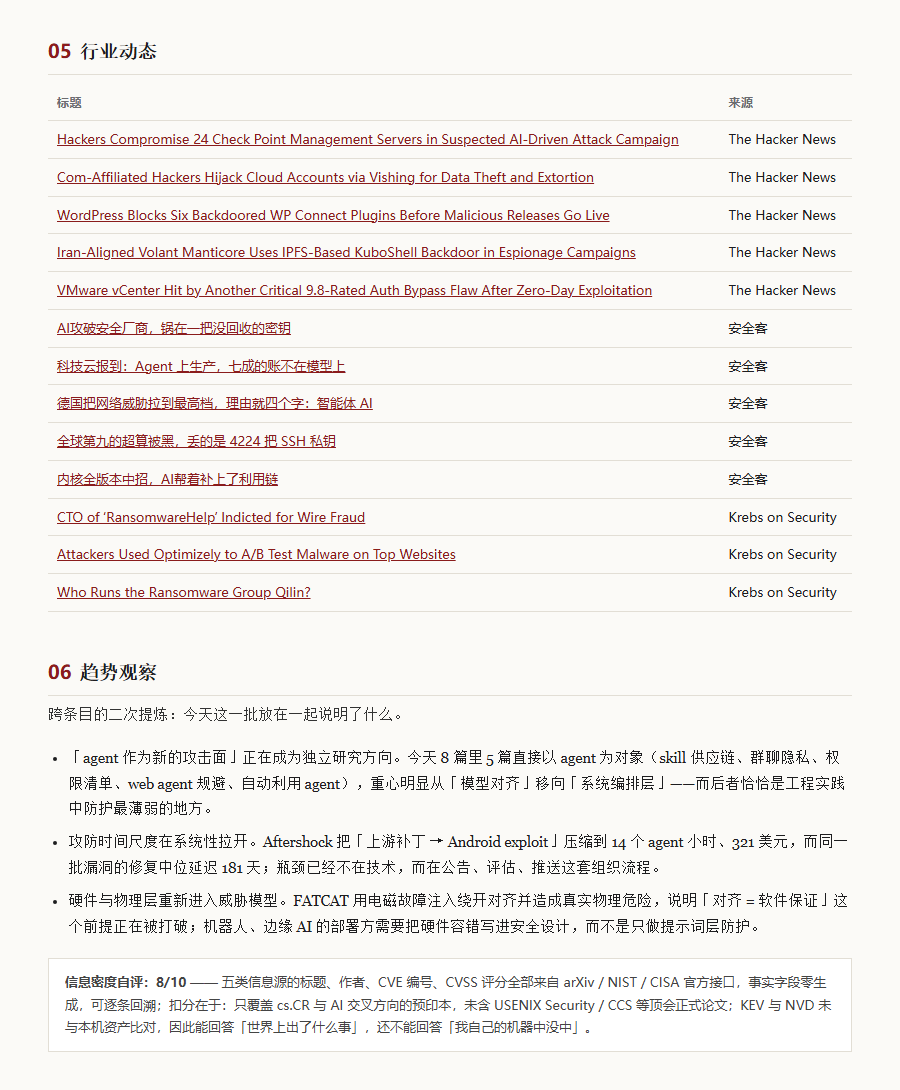 05 行业动态
标题 来源
Hackers Compromise 24 Check Point Management Servers in Suspected AI-Driven Attack Campaign The Hacker News
Com-Affiliated Hackers Hijack Cloud Accounts via Vishing for Data Theft and Extortion The Hacker News
WordPress Blocks Six Backdoored WP Connect Plugins Before Malicious Releases Go Live The Hacker News
Iran-Aligned Volant Manticore Uses IPFS-Based KuboShell Backdoor in Espionage Campaigns The Hacker News
VMware vCenter Hit by Another Critical 9.8-Rated Auth Bypass Flaw After Zero-Day Exploitation The Hacker News
AI攻破安全厂商，锅在一把没回收的密钥 安全客
科技云报到：Agent 上生产，七成的账不在模型上 安全客
德国把网络威胁拉到最高档，理由就四个字：智能体 AI 安全客
全球第九的超算被黑，丢的是 4224 把 SSH 私钥 安全客
内核全版本中招，AI帮着补上了利用链 安全客
CTO of ‘RansomwareHelp’ Indicted for Wire Fraud Krebs on Security
Attackers Used Optimizely to A/B Test Malware on Top Websites Krebs on Security
Who Runs the Ransomware Group Qilin? Krebs on Security
06 趋势观察
跨条目的二次提炼：今天这一批放在一起说明了什么。
• 「agent 作为新的攻击面」正在成为独立研究方向。今天 8 篇里 5 篇直接以 agent 为对象（skill 供应链、群聊隐私、权
限清单、web agent 规避、自动利用 agent），重心明显从「模型对齐」移向「系统编排层」——而后者恰恰是工程实践
中防护最薄弱的地方。
• 攻防时间尺度在系统性拉开。Aftershock 把「上游补丁 → Android exploit」压缩到 14 个 agent 小时、321 美元，而同一
批漏洞的修复中位延迟 181 天；瓶颈已经不在技术，而在公告、评估、推送这套组织流程。
• 硬件与物理层重新进入威胁模型。FATCAT 用电磁故障注入绕开对齐并造成真实物理危险，说明「对齐 = 软件保证」这
个前提正在被打破；机器人、边缘 AI 的部署方需要把硬件容错写进安全设计，而不是只做提示词层防护。
信息密度自评：8/10 —— 五类信息源的标题、作者、CVE 编号、CVSS 评分全部来自 arXiv / NIST / CISA 官方接口，事实字段零生
成，可逐条回溯；扣分在于：只覆盖 cs.CR 与 AI 交叉方向的预印本，未含 USENIX Security / CCS 等顶会正式论文；KEV 与 NVD 未
与本机资产比对，因此能回答「世界上出了什么事」，还不能回答「我自己的机器中没中」。